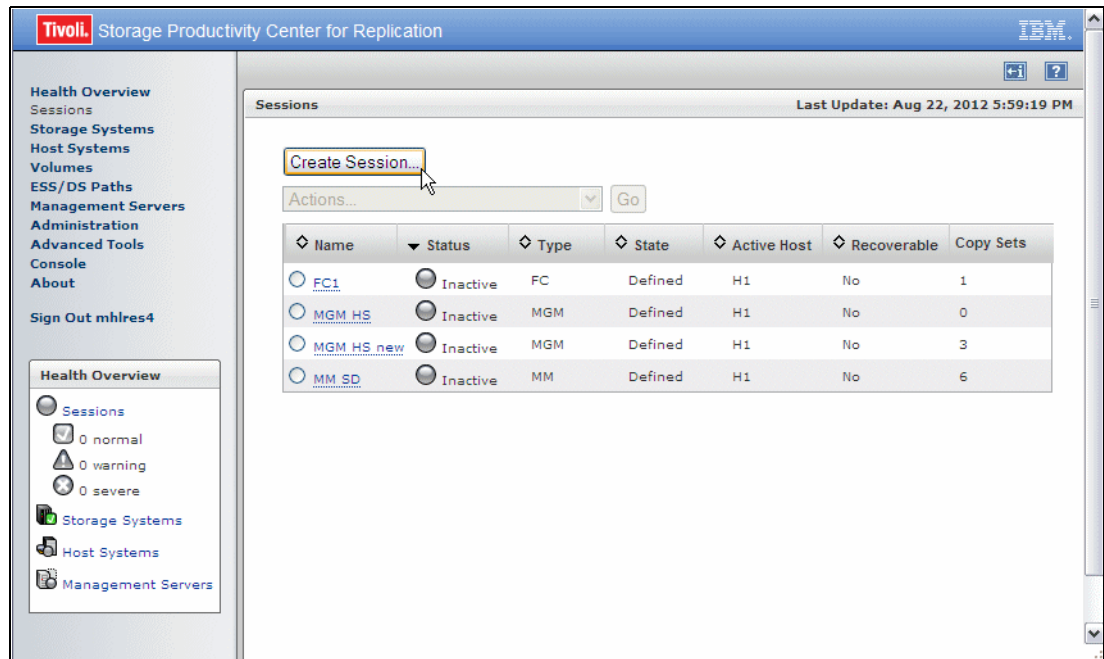 Tivoli. Storage Productivity Center for Replication
IBM.
Health Overview
Sessions
Storage Systems
Host Systems
Volumes
ESS/DS Paths
Management Servers
Administration
Advanced Tools
Console
About
Sign Out mhlres4
Health Overview
Sessions
0 normal
0 warning
0 severe
Storage Systems
Host Systems
Management Servers
i ?
Sessions Last Update: Aug 22, 2012 5:59:19 PM
Create Session...
Actions... Go
Name Status Type State Active Host Recoverable Copy Sets
FC1 Inactive FC Defined H1 No 1
MGM HS Inactive MGM Defined H1 No 0
MGM HS new Inactive MGM Defined H1 No 3
MM SD Inactive MM Defined H1 No 6